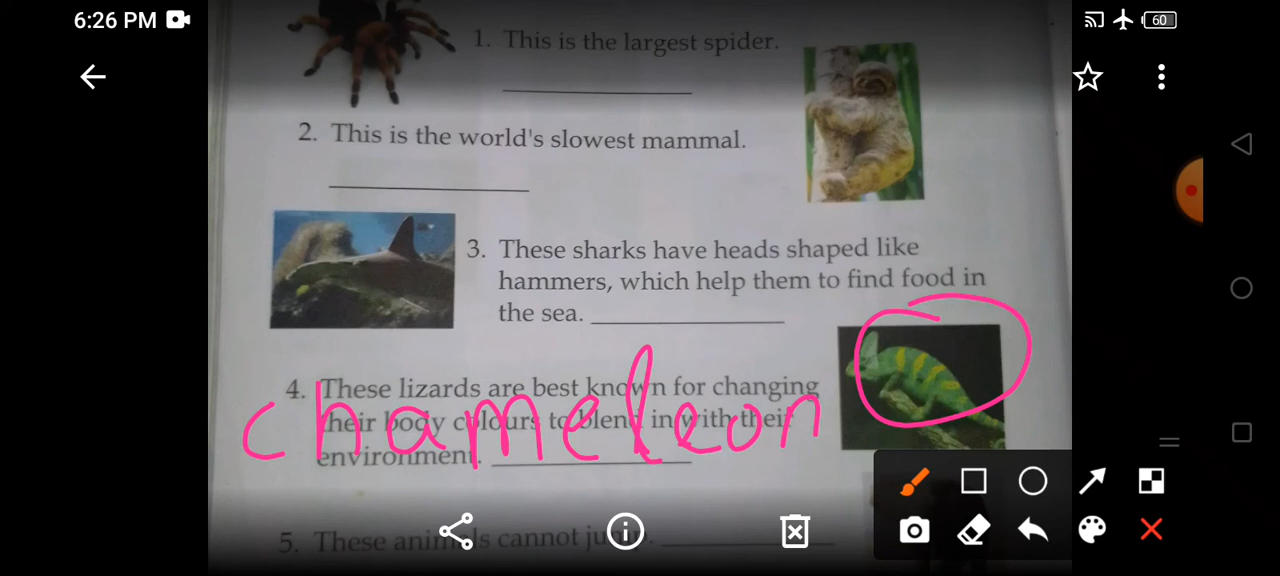 6:26 PM
60
1. This is the largest spider.
2. This is the world's slowest mammal.
3. These sharks have heads shaped like
hammers, which help them to find food in
the sea.
4. These lizards are best known for changing
their body colours to blend in with their
environment.
chameleon
5. These animals cannot jump.